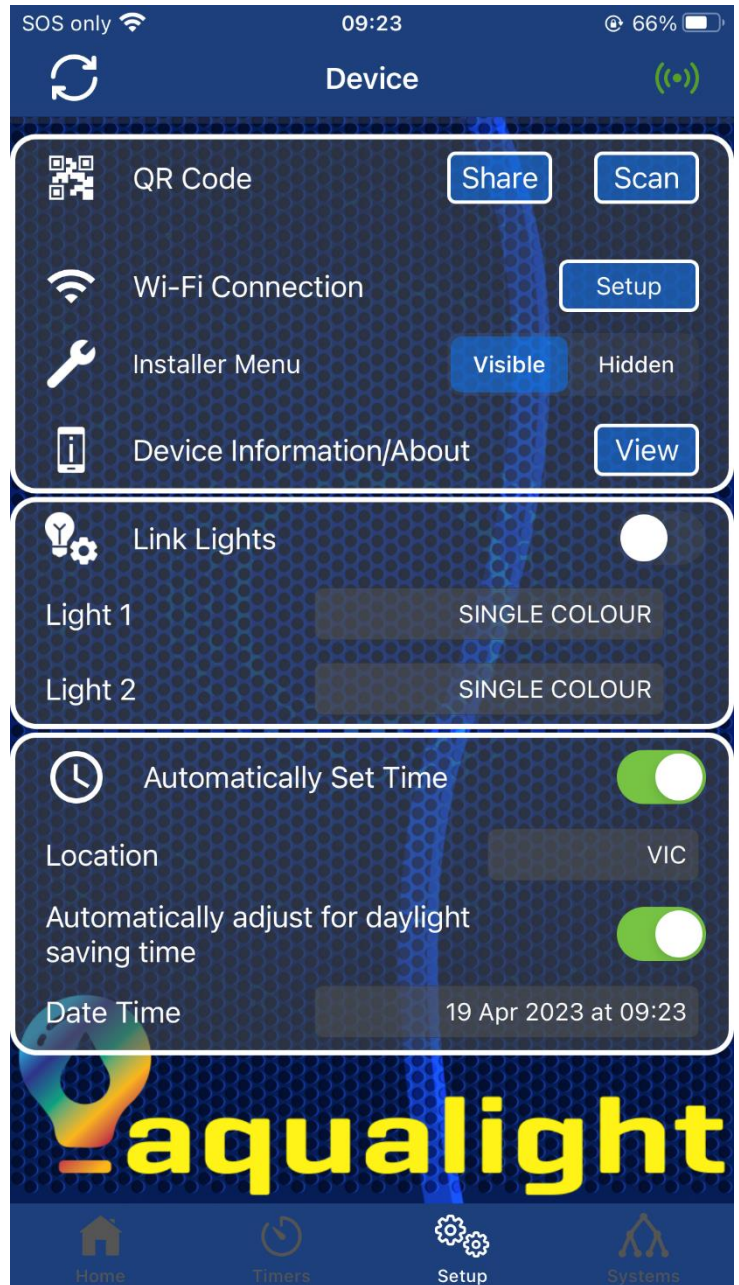 SOS only 09:23 66%
Device
QR Code Share Scan
Wi-Fi Connection Setup
Installer Menu Visible Hidden
Device Information/About View
Link Lights
Light 1 SINGLE COLOUR
Light 2 SINGLE COLOUR
Automatically Set Time
Location VIC
Automatically adjust for daylight
saving time
Date Time 19 Apr 2023 at 09:23
aqualight
Home Timers Setup Systems